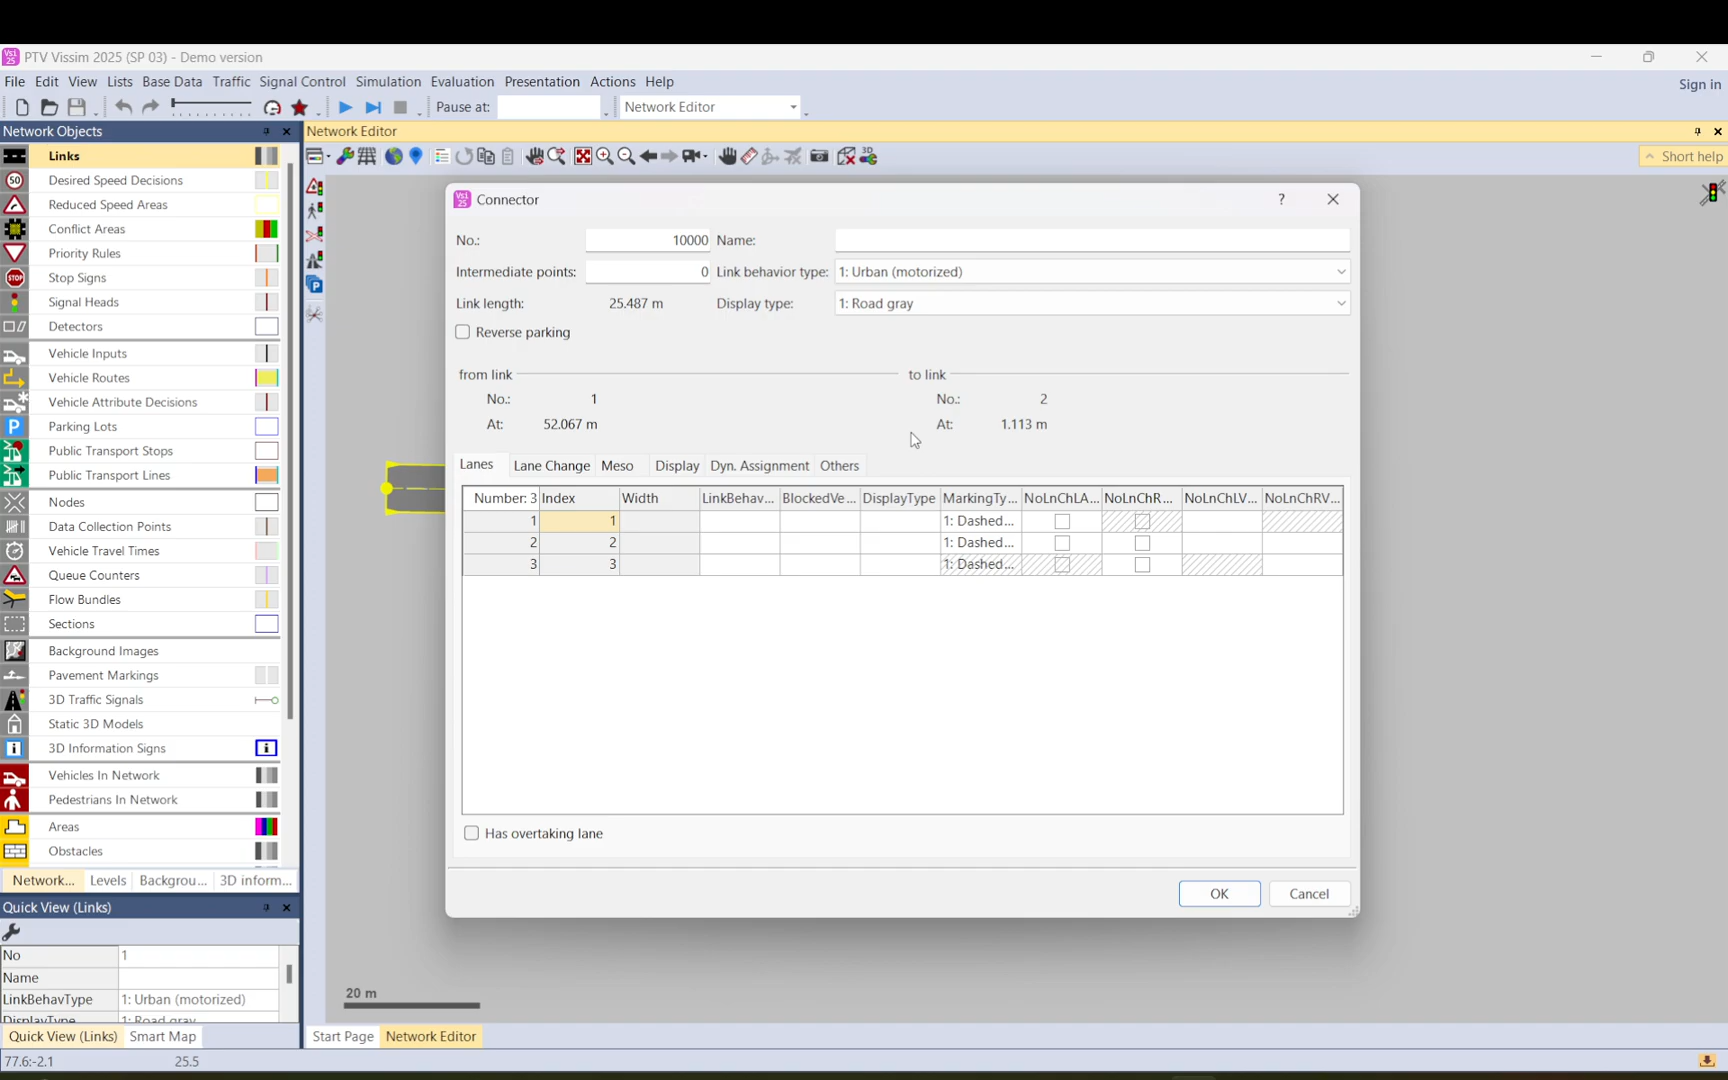 PTV Vissim 2025 (SP 03) - Demo version
File Edit View Lists Base Data Traffic Signal Control Simulation Evaluation Presentation Actions Help
Sign in
Pause at: Network Editor
Network Objects
Network Editor
Links
Short help
50 Desired Speed Decisions
Reduced Speed Areas
Conflict Areas
Priority Rules
STOP Stop Signs
Signal Heads
Detectors
Vehicle Inputs
Vehicle Routes
Vehicle Attribute Decisions
P Parking Lots
Public Transport Stops
Public Transport Lines
Nodes
Data Collection Points
Vehicle Travel Times
Queue Counters
Flow Bundles
Sections
Background Images
Pavement Markings
3D Traffic Signals
Static 3D Models
3D Information Signs
Vehicles In Network
Pedestrians In Network
Areas
Obstacles
Network... Levels Backgrou... 3D inform...
Quick View (Links)
No 1
Name
LinkBehavType 1: Urban (motorized)
DisplayType 1: Road gray
Quick View (Links) Smart Map
Connector
No.: 10000 Name:
Intermediate points: 0 Link behavior type: 1: Urban (motorized)
Link length: 25.487 m Display type: 1: Road gray
Reverse parking
from link to link
No.: 1 No.: 2
At: 52.067 m At: 1.113 m
Lanes Lane Change Meso Display Dyn. Assignment Others
Number: 3 Index Width LinkBehav... BlockedVe... DisplayType MarkingTy... NoLnChLA... NoLnChR... NoLnChLV... NoLnChRV...
1 1 1: Dashed...
2 2 1: Dashed...
3 3 1: Dashed...
Has overtaking lane
OK Cancel
20 m
Start Page Network Editor
77.6:-2.1 25.5